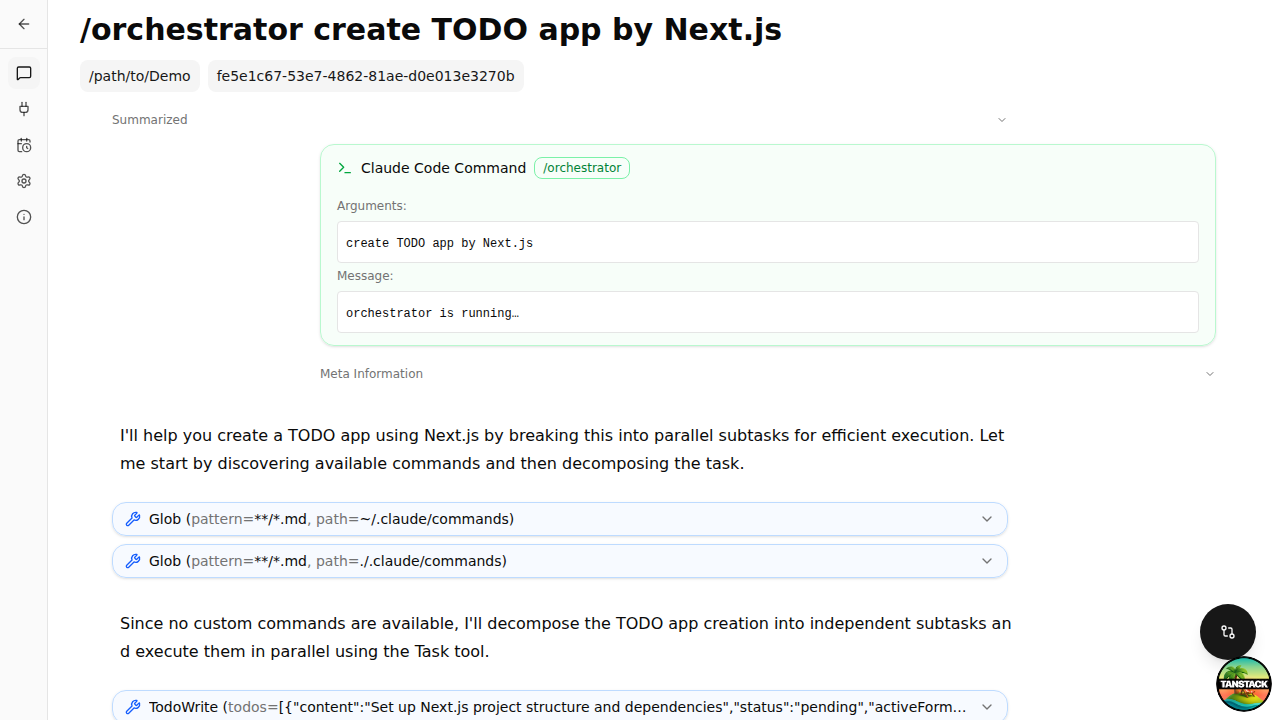 /orchestrator create TODO app by Next.js
/path/to/Demo fe5e1c67-53e7-4862-81ae-d0e013e3270b
Summarized
Claude Code Command /orchestrator
Arguments:
create TODO app by Next.js
Message:
orchestrator is running…
Meta Information
I'll help you create a TODO app using Next.js by breaking this into parallel subtasks for efficient execution. Let
me start by discovering available commands and then decomposing the task.
Glob (pattern=**/*.md, path=~/.claude/commands)
Glob (pattern=**/*.md, path=./.claude/commands)
Since no custom commands are available, I'll decompose the TODO app creation into independent subtasks an
d execute them in parallel using the Task tool.
TANSTACK
TodoWrite (todos=[{"content":"Set up Next.js project structure and dependencies","status":"pending","activeForm...